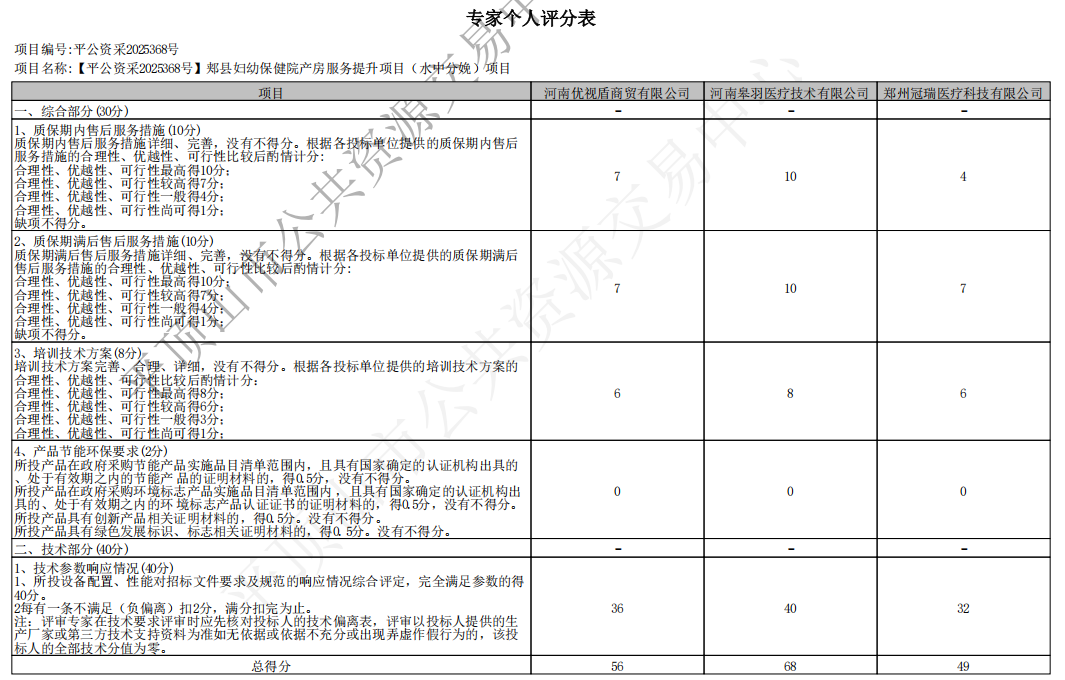 专家个人评分表
项目编号:平公资采2025368号
项目名称:【平公资采2025368号】郏县妇幼保健院产房服务提升项目（水中分娩）项目
项目 河南优视盾商贸有限公司 河南皋羽医疗技术有限公司 郑州冠瑞医疗科技有限公司
一、综合部分(30分) - - -
1、质保期内售后服务措施(10分)
质保期内售后服务措施详细、完善，没有不得分。根据各投标单位提供的质保期内售后
服务措施的合理性、优越性、可行性比较后酌情计分:
合理性、优越性、可行性最高得10分;
合理性、优越性、可行性较高得7分;
合理性、优越性、可行性一般得4分;
合理性、优越性、可行性尚可得1分;
缺项不得分。
7 10 4
2、质保期满后售后服务措施(10分)
质保期满后售后服务措施详细、完善，没有不得分。根据各投标单位提供的质保期满后
售后服务措施的合理性、优越性、可行性比较后酌情计分:
合理性、优越性、可行性最高得10分;
合理性、优越性、可行性较高得7分;
合理性、优越性、可行性一般得4分;
合理性、优越性、可行性尚可得1分;
缺项不得分。
7 10 7
3、培训技术方案(8分)
培训技术方案完善、合理、详细，没有不得分。根据各投标单位提供的培训技术方案的
合理性、优越性、可行性比较后酌情计分:
合理性、优越性、可行性最高得8分;
合理性、优越性、可行性较高得6分;
合理性、优越性、可行性一般得3分;
合理性、优越性、可行性尚可得1分;
6 8 6
4、产品节能环保要求(2分)
所投产品在政府采购节能产品实施品目清单范围内，且具有国家确定的认证机构出具的
、处于有效期之内的节能产品的证明材料的，得0.5分，没有不得分。
所投产品在政府采购环境标志产品实施品目清单范围内，且具有国家确定的认证机构出
具的、处于有效期之内的环境标志产品认证证书的证明材料的，得0.5分，没有不得分。
所投产品具有创新产品相关证明材料的，得0.5分。没有不得分。
所投产品具有绿色发展标识、标志相关证明材料的，得0.5分。没有不得分。
0 0 0
二、技术部分(40分) - - -
1、技术参数响应情况(40分)
1、所投设备配置、性能对招标文件要求及规范的响应情况综合评定，完全满足参数的得
40分。
2每有一条不满足（负偏离）扣2分，满分扣完为止。
注：评审专家在技术要求评审时应先核对投标人的技术偏离表，评审以投标人提供的生
产厂家或第三方技术支持资料为准如无依据或依据不充分或出现弄虚作假行为的，该投
标人的全部技术分值为零。
36 40 32
总得分 56 68 49
平顶山市公共资源交易中心
平顶山市公共资源交易中心